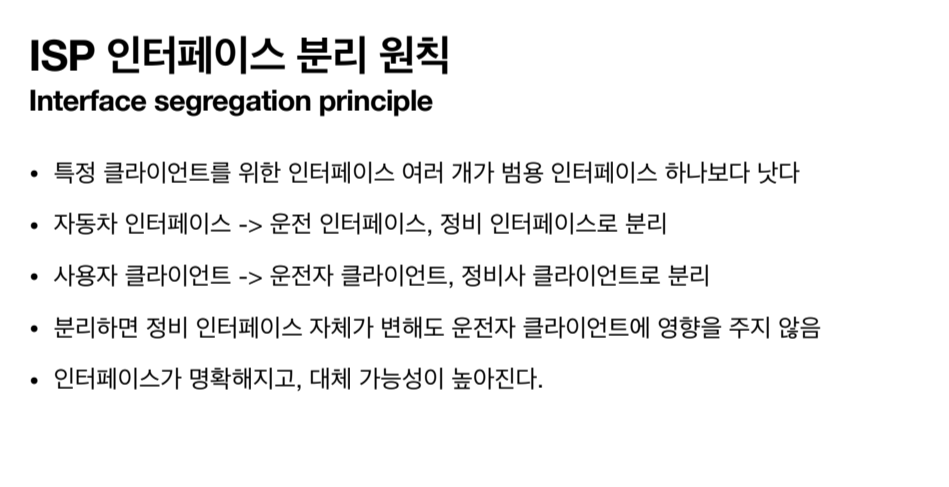 ISP 인터페이스 분리 원칙
Interface segregation principle
• 특정 클라이언트를 위한 인터페이스 여러 개가 범용 인터페이스 하나보다 낫다
• 자동차 인터페이스 -> 운전 인터페이스, 정비 인터페이스로 분리
• 사용자 클라이언트 -> 운전자 클라이언트, 정비사 클라이언트로 분리
• 분리하면 정비 인터페이스 자체가 변해도 운전자 클라이언트에 영향을 주지 않음
• 인터페이스가 명확해지고, 대체 가능성이 높아진다.